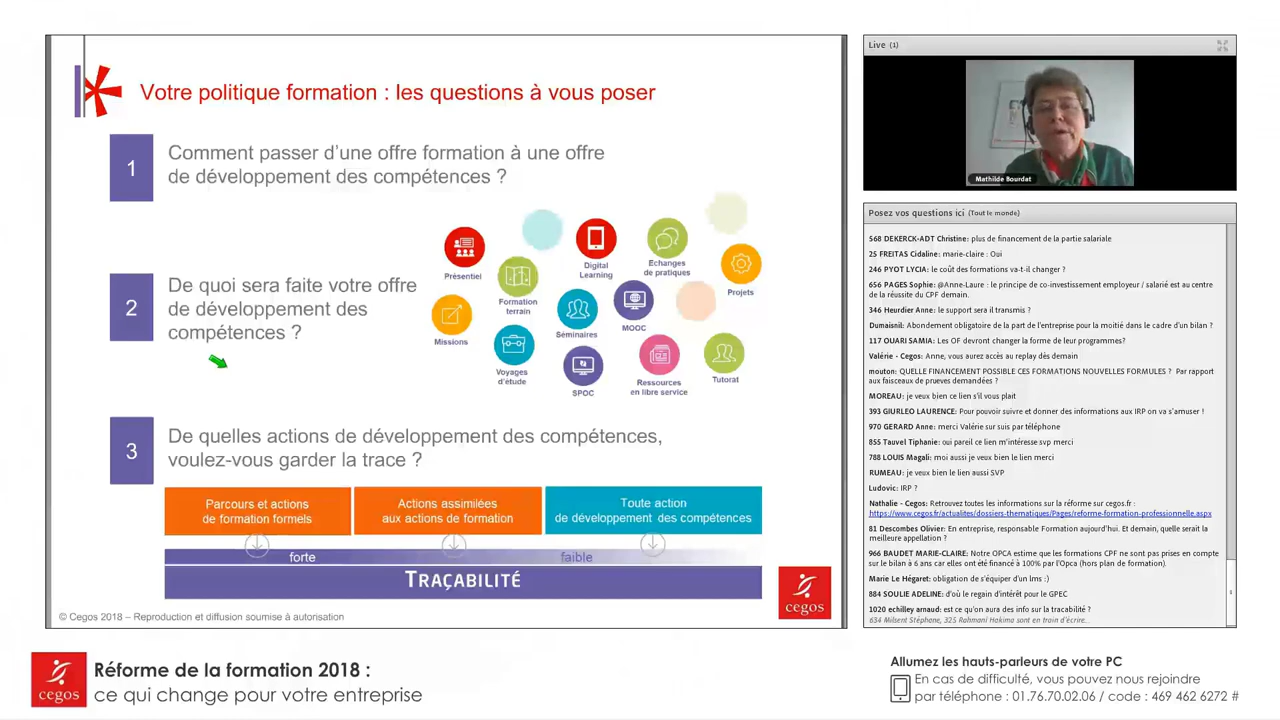 Votre politique formation : les questions à vous poser
1
Comment passer d'une offre formation à une offre
de développement des compétences ?
2
De quoi sera faite votre offre
de développement des
compétences ?
Présentiel
Formation
terrain
Digital
Learning
Echanges
de pratiques
Projets
Missions
Séminaires
MOOC
Voyages
d'étude
SPOC
Ressources
en libre service
Tutorat
3
De quelles actions de développement des compétences,
voulez-vous garder la trace ?
Parcours et actions
de formation formels
Actions assimilées
aux actions de formation
Toute action
de développement des compétences
forte
faible
TRAÇABILITÉ
cegos
© Cegos 2018 – Reproduction et diffusion soumise à autorisation
Live (1)
Mathilde Bourdat
Posez vos questions ici (Tout le monde)
568 DEKERCK-ADT Christine: plus de financement de la partie salariale
25 FREITAS Cidaline: marie-claire : Oui
246 PYOT LYCIA: le coût des formations va-t-il changer ?
656 PAGES Sophie: @Anne-Laure : le principe de co-investissement employeur / salarié est au centre
de la réussite du CPF demain.
346 Heurdier Anne: le support sera il transmis ?
Dumaisnil: Abondement obligatoire de la part de l'entreprise pour la moitié dans le cadre d'un bilan ?
117 OUARI SAMIA: Les OF devront changer la forme de leur programmes?
Valérie - Cegos: Anne, vous aurez accès au replay dès demain
mouton: QUELLE FINANCEMENT POSSIBLE CES FORMATIONS NOUVELLES FORMULES ? Par rapport
aux faisceaux de prueves demandées ?
MOREAU: je veux bien ce lien s'il vous plait
393 GIURLEO LAURENCE: Pour pouvoir suivre et donner des informations aux IRP on va s'amuser !
970 GERARD Anne: merci Valérie sur suis par téléphone
855 Tauvel Tiphanie: oui pareil ce lien m'intéresse svp merci
788 LOUIS Magali: moi aussi je veux bien le lien merci
RUMEAU: je veux bien le lien aussi SVP
Ludovic: IRP ?
Nathalie - Cegos: Retrouvez toutes les informations sur la réforme sur cegos.fr :
https://www.cegos.fr/actualites/dossiers-thematiques/Pages/reforme-formation-professionnelle.aspx
81 Descombes Olivier: En entreprise, responsable Formation aujourd'hui. Et demain, quelle serait la
meilleure appellation ?
966 BAUDET MARIE-CLAIRE: Notre OPCA estime que les formations CPF ne sont pas prises en compte
sur le bilan à 6 ans car elles ont été financé à 100% par l'Opca (hors plan de formation).
Marie Le Hégaret: obligation de s'équiper d'un lms :)
884 SOULIE ADELINE: d'où le regain d'intérêt pour le GPEC
1020 echilley arnaud: est ce qu'on aura des info sur la tracabilité ?
634 Milsent Stéphane, 325 Rahmani Hakima sont en train d'écrire...
cegos
Réforme de la formation 2018 :
ce qui change pour votre entreprise
Allumez les hauts-parleurs de votre PC
En cas de difficulté, vous pouvez nous rejoindre
par téléphone : 01.76.70.02.06 / code : 469 462 6272 #